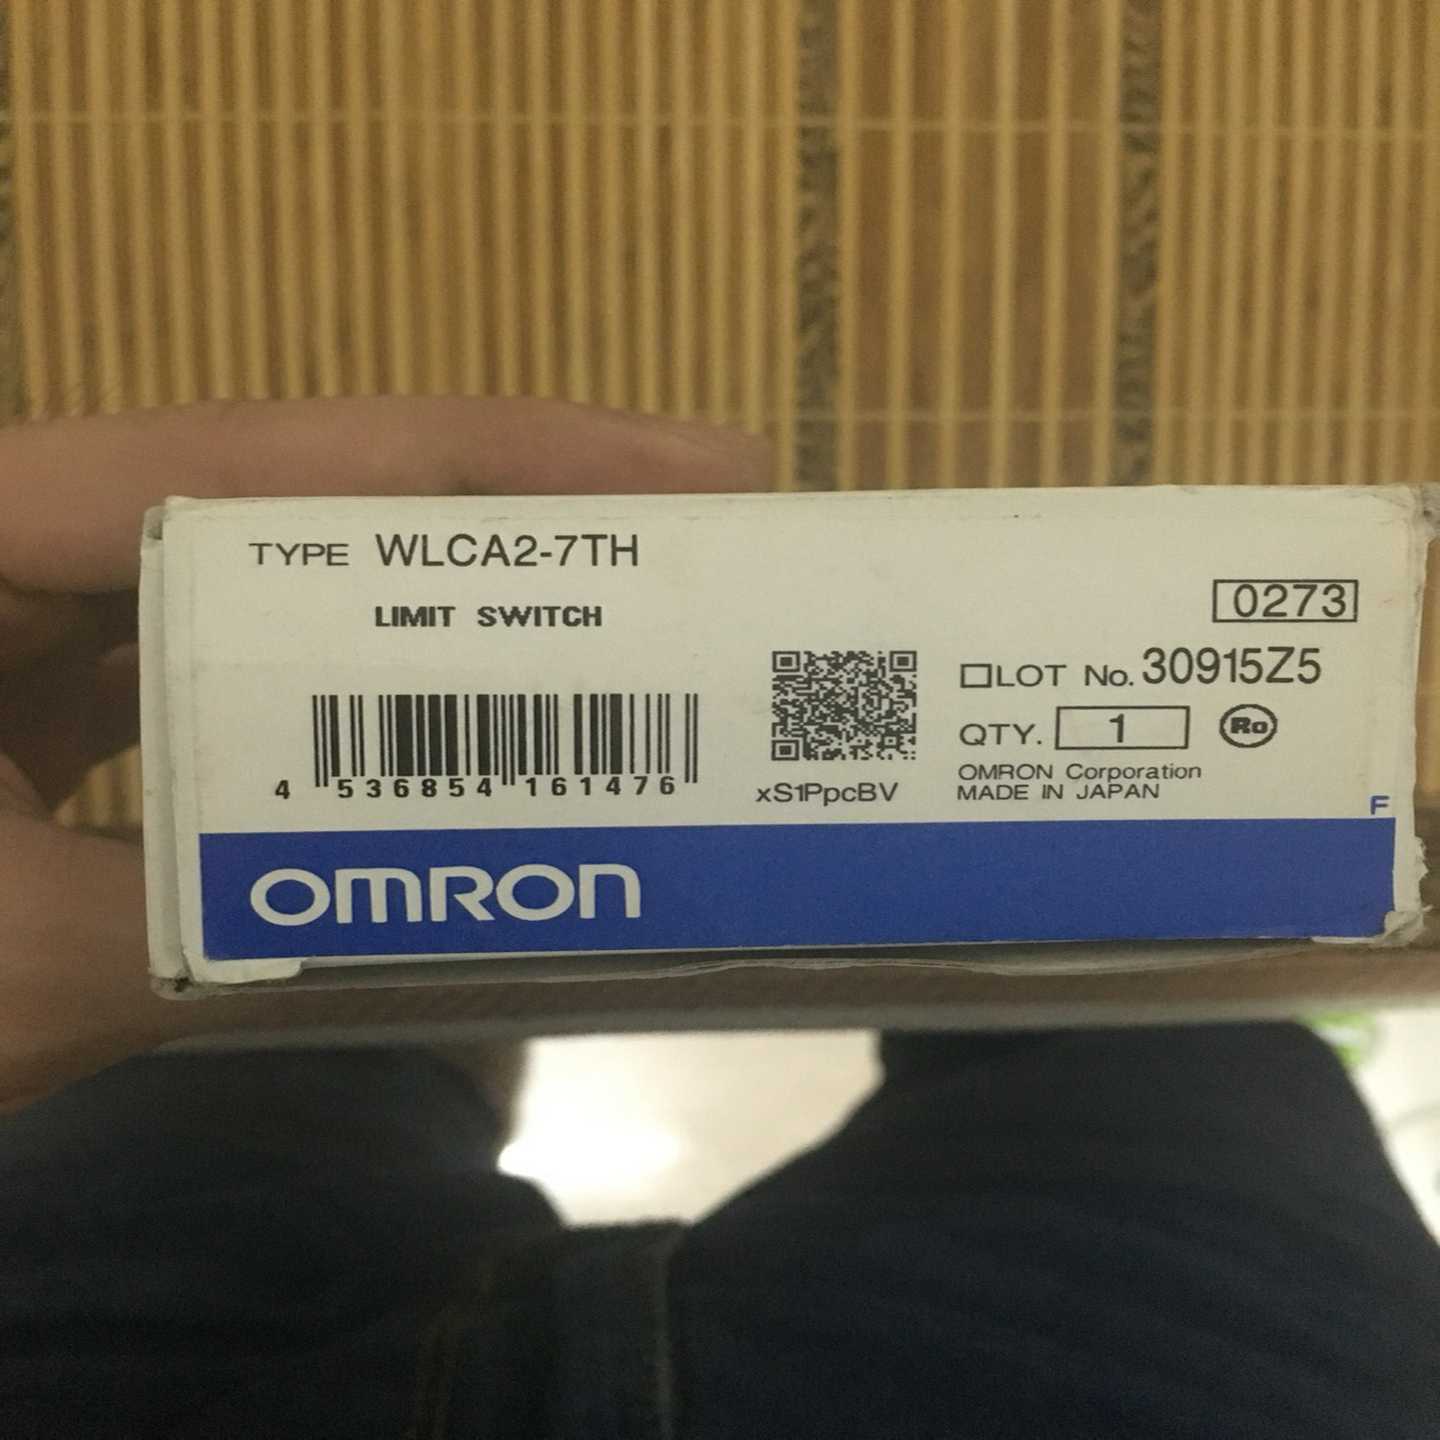 TYPE WLCA2-7TH
LIMIT SWITCH
0273
LOT No. 30915Z5
QTY. 1 Ro
4 536854 161476
xS1PpcBV
OMRON Corporation
MADE IN JAPAN
F
OMRON